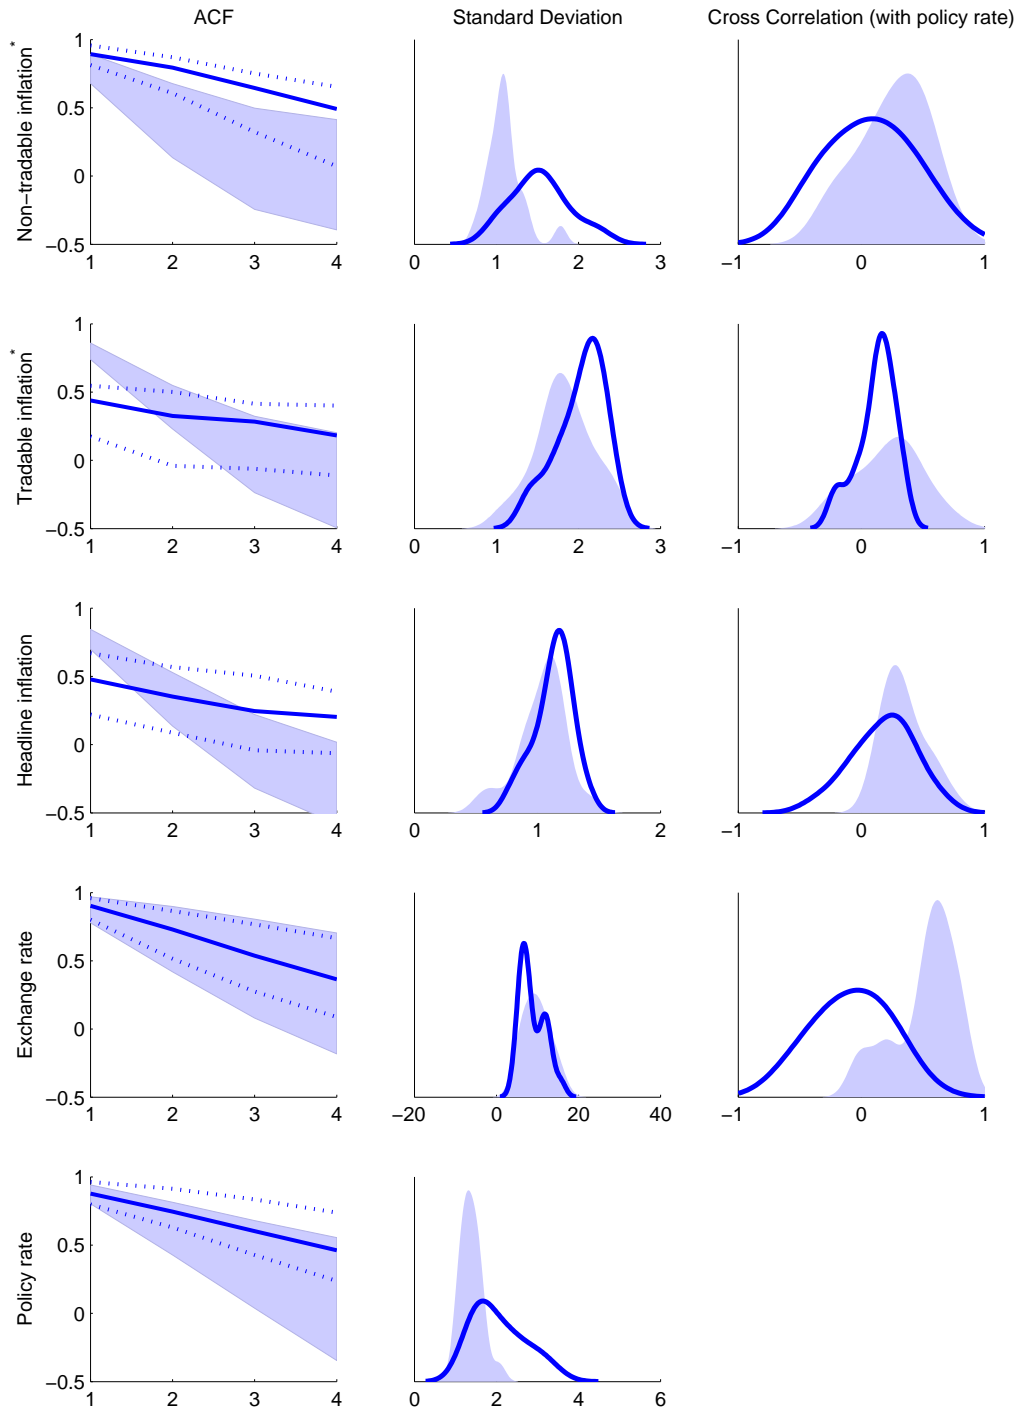 ACF Standard Deviation Cross Correlation (with policy rate)
Non−tradable inflation*
1
0.5
0
−0.5
1 2 3 4
0 1 2 3
−1 0 1
Tradable inflation*
1
0.5
0
−0.5
1 2 3 4
0 1 2 3
−1 0 1
Headline inflation
1
0.5
0
−0.5
1 2 3 4
0 1 2
−1 0 1
Exchange rate
1
0.5
0
−0.5
1 2 3 4
−20 0 20 40
−1 0 1
Policy rate
1
0.5
0
−0.5
1 2 3 4
0 2 4 6